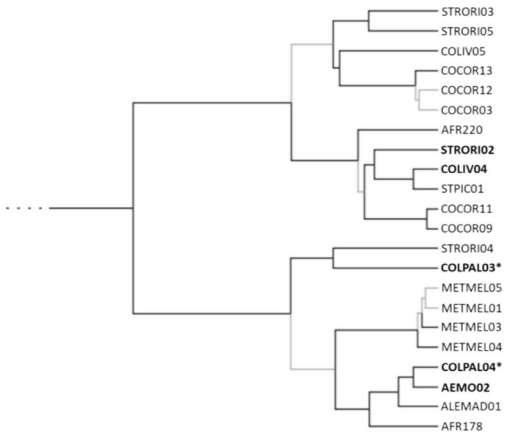 STRORI03
STRORI05
COLIV05
COCOR13
COCOR12
COCOR03
AFR220
STRORI02
COLIV04
STPIC01
COCOR11
COCOR09
STRORI04
COLPAL03*
METMEL05
METMEL01
METMEL03
METMEL04
COLPAL04*
AEMO02
ALEMAD01
AFR178